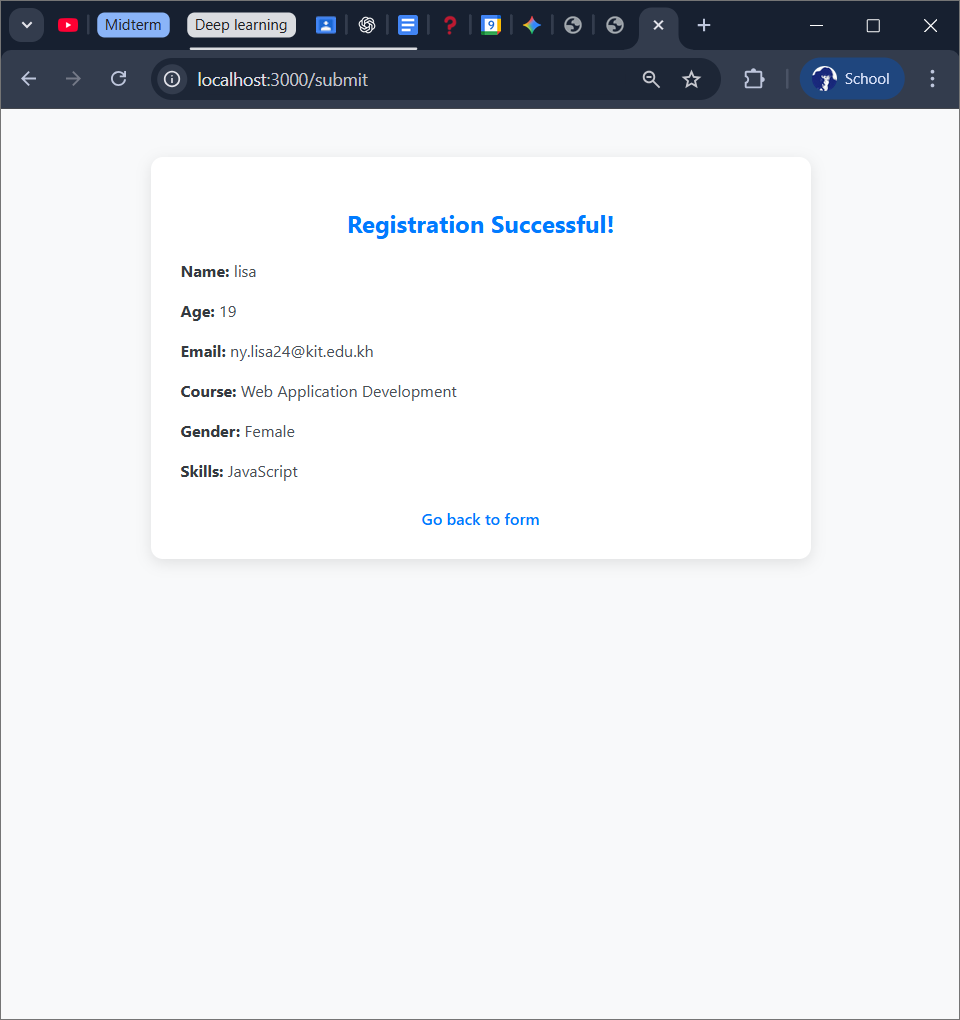 Midterm
Deep learning
9
localhost:3000/submit
School
Registration Successful!
Name: lisa
Age: 19
Email: ny.lisa24@kit.edu.kh
Course: Web Application Development
Gender: Female
Skills: JavaScript
Go back to form